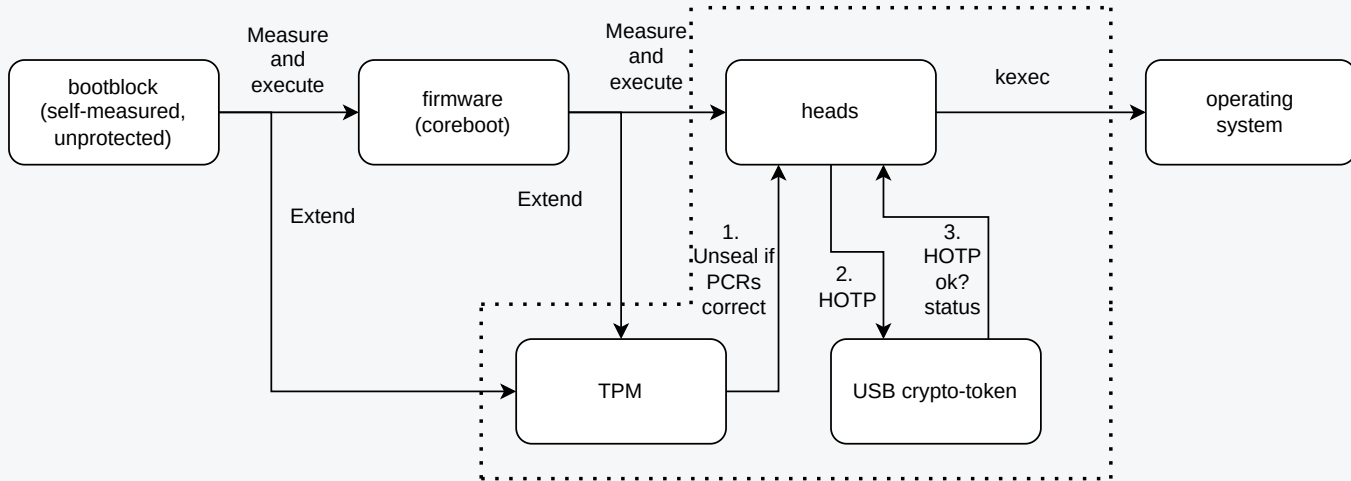 bootblock
(self-measured,
unprotected)
Measure
and
execute
firmware
(coreboot)
Measure
and
execute
heads
kexec
operating
system
Extend
Extend
1.
Unseal if
PCRs
correct
2.
HOTP
3.
HOTP
ok?
status
TPM
USB crypto-token